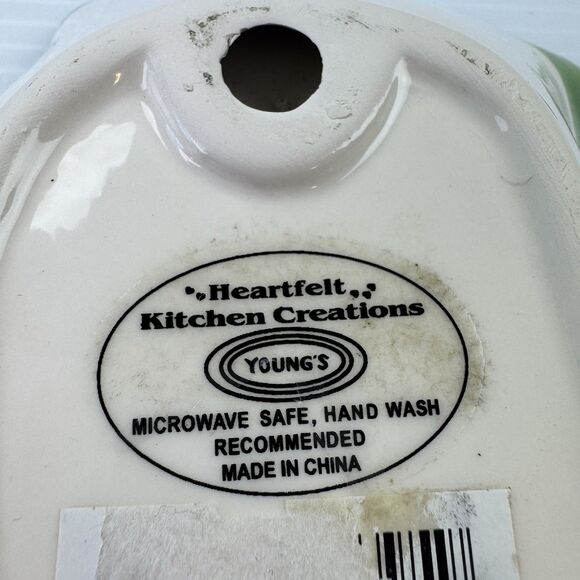 Heartfelt
Kitchen Creations
YOUNG'S
MICROWAVE SAFE, HAND WASH
RECOMMENDED
MADE IN CHINA